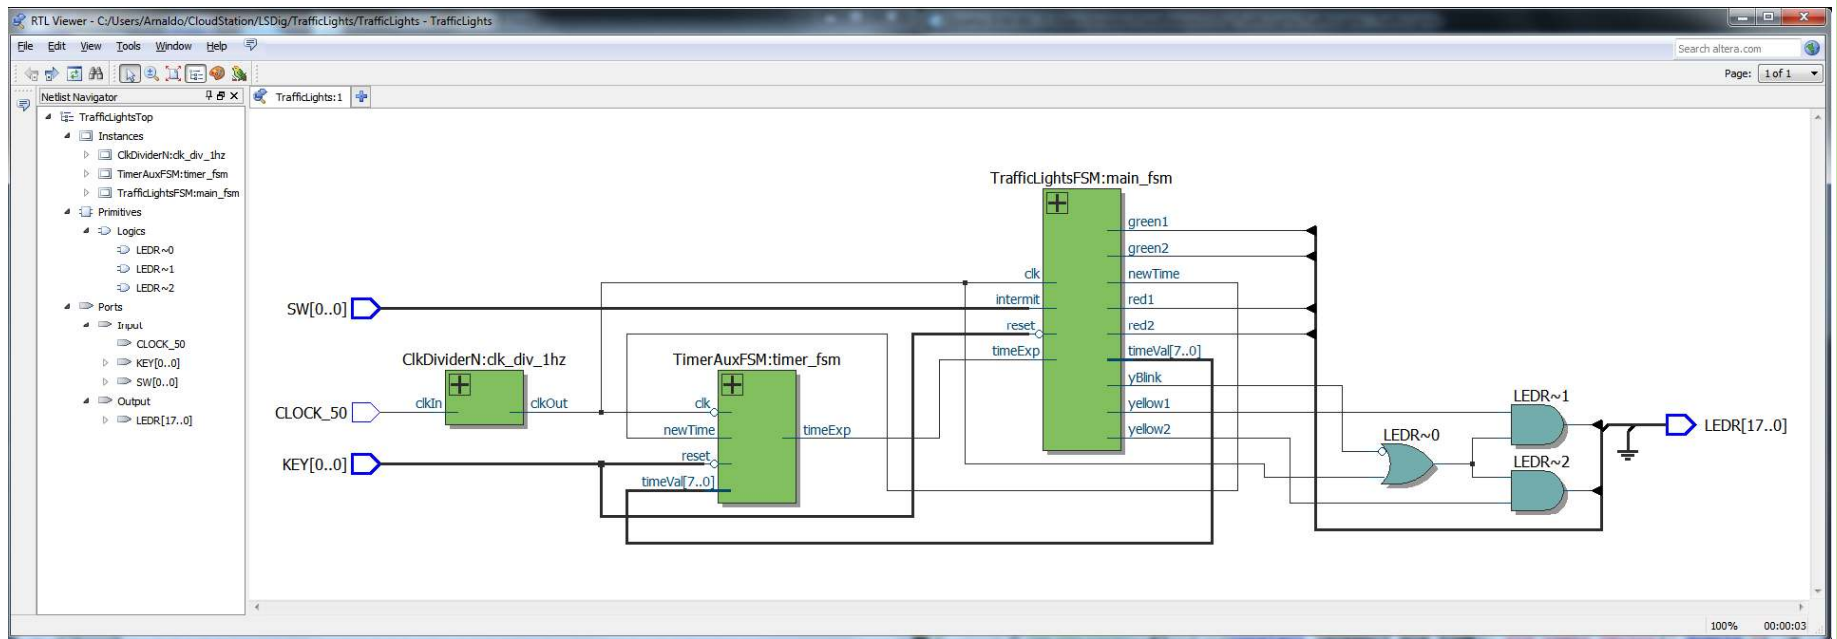 RTL Viewer - C:/Users/Arnaldo/CloudStation/LSDig/TrafficLights/TrafficLights - TrafficLights
File Edit View Tools Window Help
Search altera.com
Page: 1 of 1
Netlist Navigator
TrafficLights:1
TrafficLightsTop
Instances
ClkDividerN:clk_div_1hz
TimerAuxFSM:timer_fsm
TrafficLightsFSM:main_fsm
Primitives
Logics
LEDR~0
LEDR~1
LEDR~2
Ports
Input
CLOCK_50
KEY[0..0]
SW[0..0]
Output
LEDR[17..0]
TrafficLightsFSM:main_fsm
green1
green2
clk
newTime
intermit
red1
reset
red2
timeExp
timeVal[7..0]
yBlink
yellow1
yellow2
SW[0..0]
ClkDividerN:clk_div_1hz
clkIn
clkOut
CLOCK_50
KEY[0..0]
TimerAuxFSM:timer_fsm
clk
newTime
timeExp
reset
timeVal[7..0]
LEDR~0
LEDR~1
LEDR~2
LEDR[17..0]
100% 00:00:03